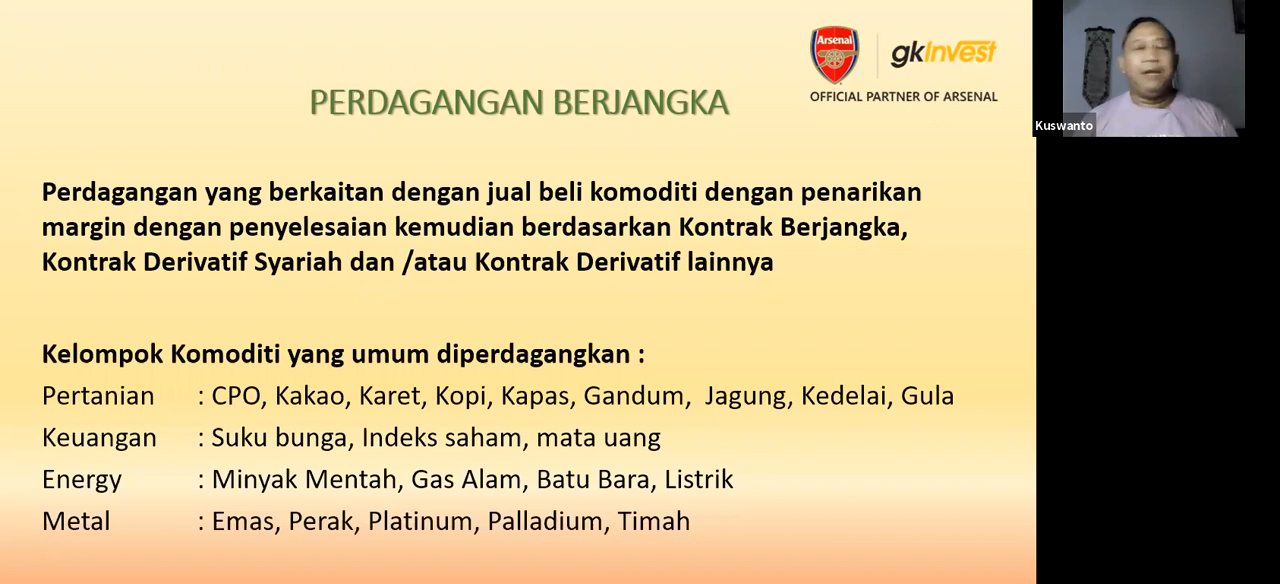 Arsenal
gkInvest
OFFICIAL PARTNER OF ARSENAL
PERDAGANGAN BERJANGKA
Kuswanto
Perdagangan yang berkaitan dengan jual beli komoditi dengan penarikan
margin dengan penyelesaian kemudian berdasarkan Kontrak Berjangka,
Kontrak Derivatif Syariah dan /atau Kontrak Derivatif lainnya
Kelompok Komoditi yang umum diperdagangkan :
Pertanian : CPO, Kakao, Karet, Kopi, Kapas, Gandum, Jagung, Kedelai, Gula
Keuangan : Suku bunga, Indeks saham, mata uang
Energy : Minyak Mentah, Gas Alam, Batu Bara, Listrik
Metal : Emas, Perak, Platinum, Palladium, Timah